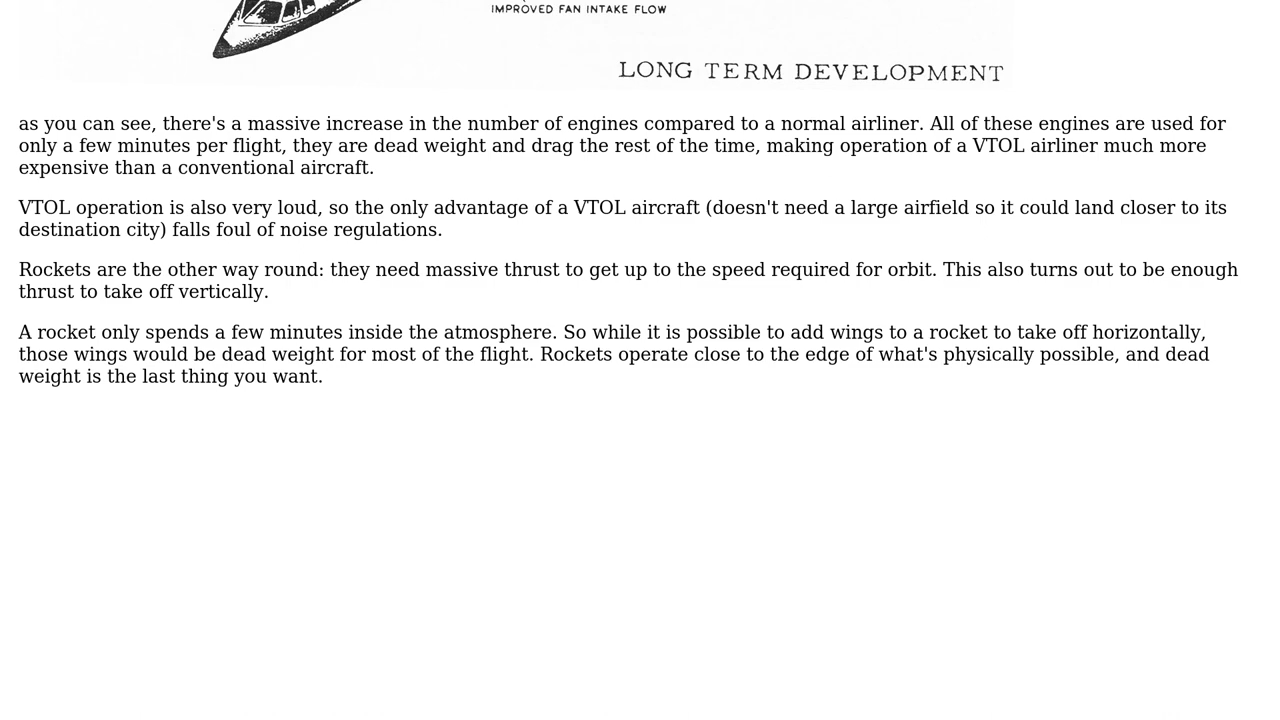 IMPROVED FAN INTAKE FLOW
LONG TERM DEVELOPMENT
as you can see, there's a massive increase in the number of engines compared to a normal airliner. All of these engines are used for
only a few minutes per flight, they are dead weight and drag the rest of the time, making operation of a VTOL airliner much more
expensive than a conventional aircraft.
VTOL operation is also very loud, so the only advantage of a VTOL aircraft (doesn't need a large airfield so it could land closer to its
destination city) falls foul of noise regulations.
Rockets are the other way round: they need massive thrust to get up to the speed required for orbit. This also turns out to be enough
thrust to take off vertically.
A rocket only spends a few minutes inside the atmosphere. So while it is possible to add wings to a rocket to take off horizontally,
those wings would be dead weight for most of the flight. Rockets operate close to the edge of what's physically possible, and dead
weight is the last thing you want.